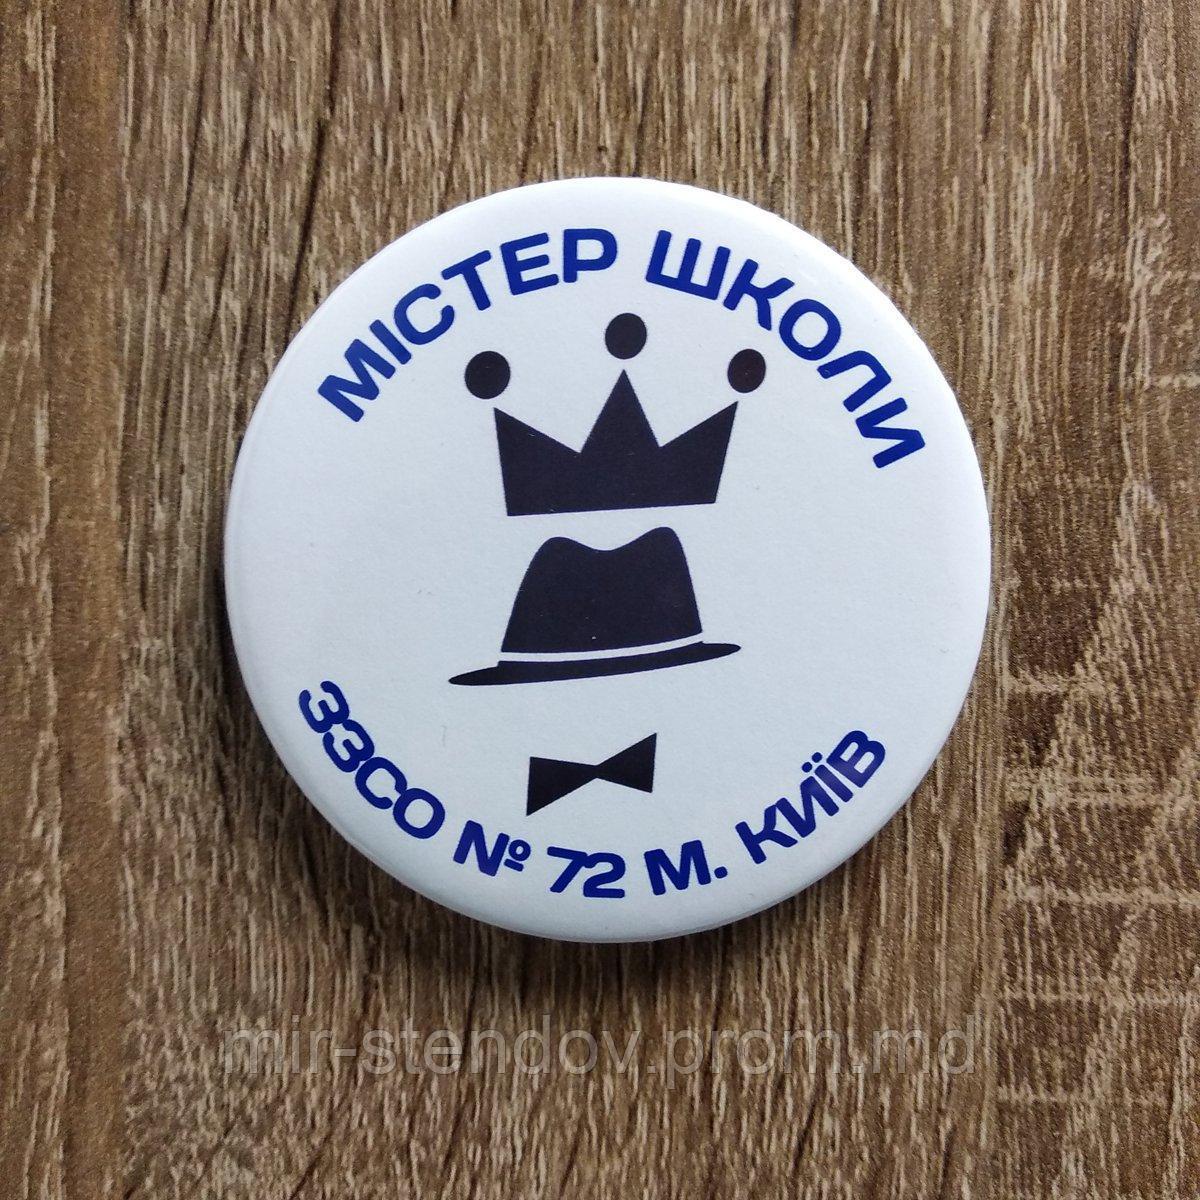 МІСТЕР ШКОЛИ
ЗЗСО № 72 М. КИЇВ
mir-stendov.prom.md